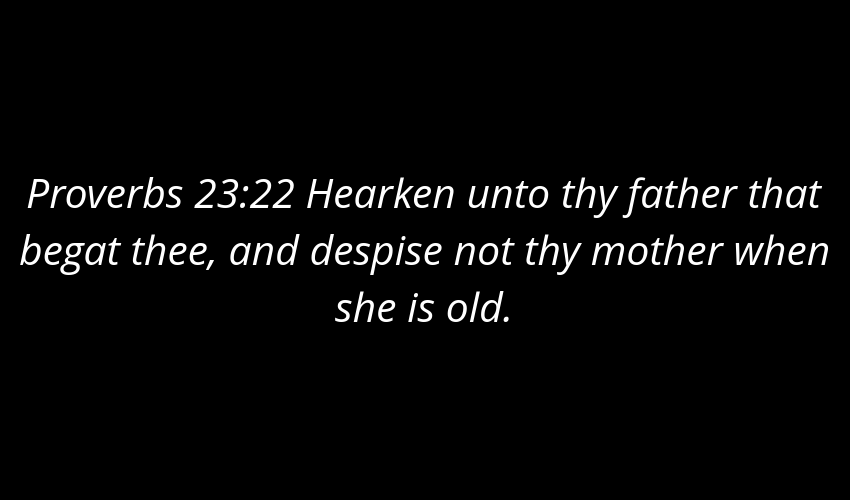 Proverbs 23:22 Hearken unto thy father that
begat thee, and despise not thy mother when
she is old.